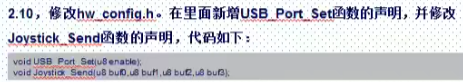 2.10，修改hw_config.h。在里面新增USB_Port_Set函数的声明，并修改
Joystick_Send函数的声明，代码如下：
void USB_Port_Set(u8 enable);
void Joystick_Send(u8 buf0,u8 buf1,u8 buf2,u8 buf3);